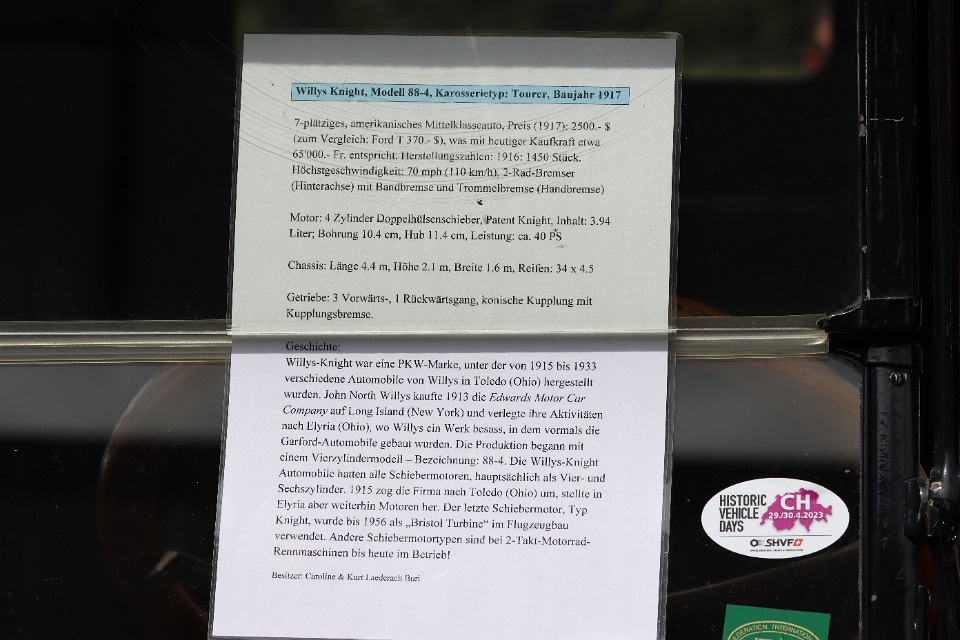 Willys Knight, Modell 88-4, Karosserietyp: Tourer, Baujahr 1917
7-plätziges, amerikanisches Mittelklasseauto, Preis (1917): 2500.- $
(zum Vergleich: Ford T 370.- $), was mit heutiger Kaufkraft etwa
65'000.- Fr. entspricht. Herstellungszahlen: 1916: 1450 Stück.
Höchstgeschwindigkeit: 70 mph (110 km/h), 2-Rad-Bremser
(Hinterachse) mit Bandbremse und Trommelbremse (Handbremse)
Motor: 4 Zylinder Doppelhülsenschieber, Patent Knight, Inhalt: 3.94
Liter; Bohrung 10.4 cm, Hub 11.4 cm, Leistung: ca. 40 PS
Chassis: Länge 4.4 m, Höhe 2.1 m, Breite 1.6 m, Reifen: 34 x 4.5
Getriebe: 3 Vorwärts-, 1 Rückwärtsgang, konische Kupplung mit
Kupplungsbremse.
Geschichte:
Willys-Knight war eine PKW-Marke, unter der von 1915 bis 1933
verschiedene Automobile von Willys in Toledo (Ohio) hergestellt
wurden. John North Willys kaufte 1913 die Edwards Motor Car
Company auf Long Island (New York) und verlegte ihre Aktivitäten
nach Elyria (Ohio), wo Willys ein Werk besass, in dem vormals die
Garford-Automobile gebaut wurden. Die Produktion begann mit
einem Vierzylindermodell – Bezeichnung: 88-4. Die Willys-Knight
Automobile hatten alle Schiebermotoren, hauptsächlich als Vier- und
Sechszylinder. 1915 zog die Firma nach Toledo (Ohio) um, stellte in
Elyria aber weiterhin Motoren her. Der letzte Schiebermotor, Typ
Knight, wurde bis 1956 als „Bristol Turbine“ im Flugzeugbau
verwendet. Andere Schiebermotortypen sind bei 2-Takt-Motorrad-
Rennmaschinen bis heute im Betrieb!
Besitzer: Caroline & Kurt Laederach Buri
HISTORIC
VEHICLE
DAYS
CH
29./30.4.2023
SHVF
INTERNATION